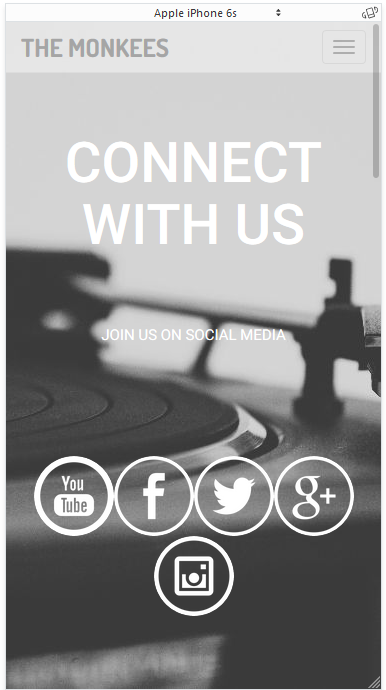 Apple iPhone 6s
THE MONKEES
CONNECT
WITH US
JOIN US ON SOCIAL MEDIA
You
Tube
f
g+